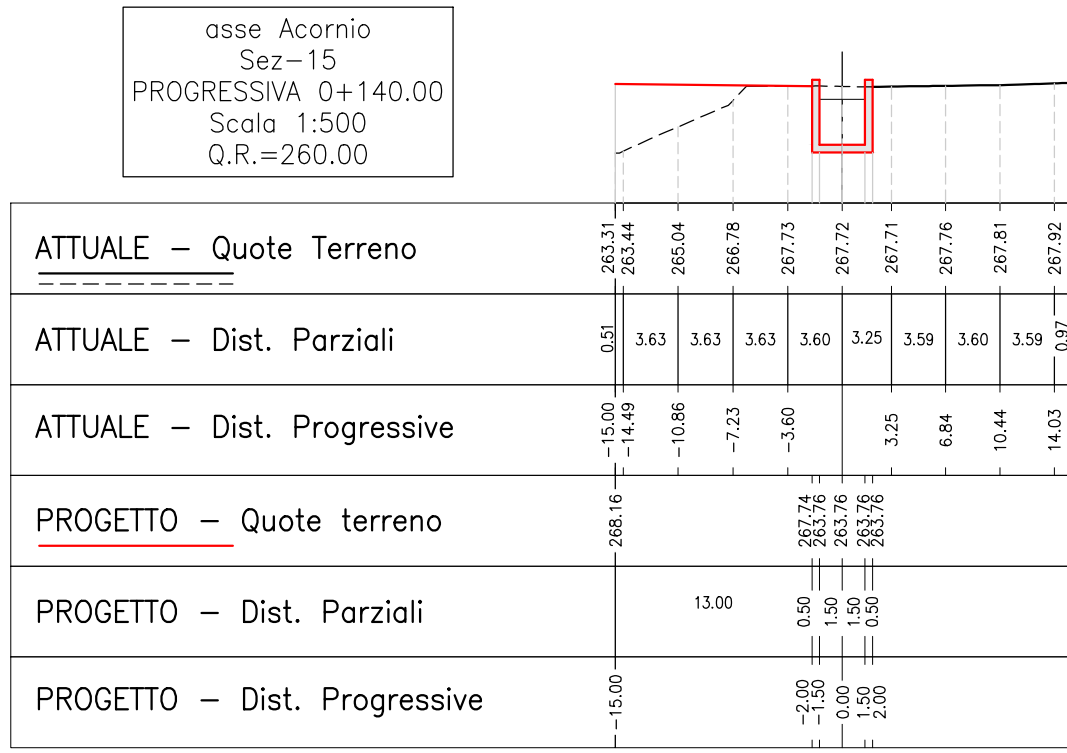 asse Acornio
Sez-15
PROGRESSIVA 0+140.00
Scala 1:500
Q.R.=260.00
ATTUALE - Quote Terreno
263.31 263.44 265.04 266.78 267.73 267.72 267.71 267.76 267.81 267.92
ATTUALE - Dist. Parziali
0.51 3.63 3.63 3.63 3.60 3.25 3.59 3.60 3.59 0.97
ATTUALE - Dist. Progressive
-15.00 -14.49 -10.86 -7.23 -3.60 3.25 6.84 10.44 14.03
PROGETTO - Quote terreno
268.16 267.74 263.76 263.76 263.76 263.76
PROGETTO - Dist. Parziali
13.00 0.50 1.50 1.50 0.50
PROGETTO - Dist. Progressive
-15.00 -2.00 -1.50 0.00 1.50 2.00